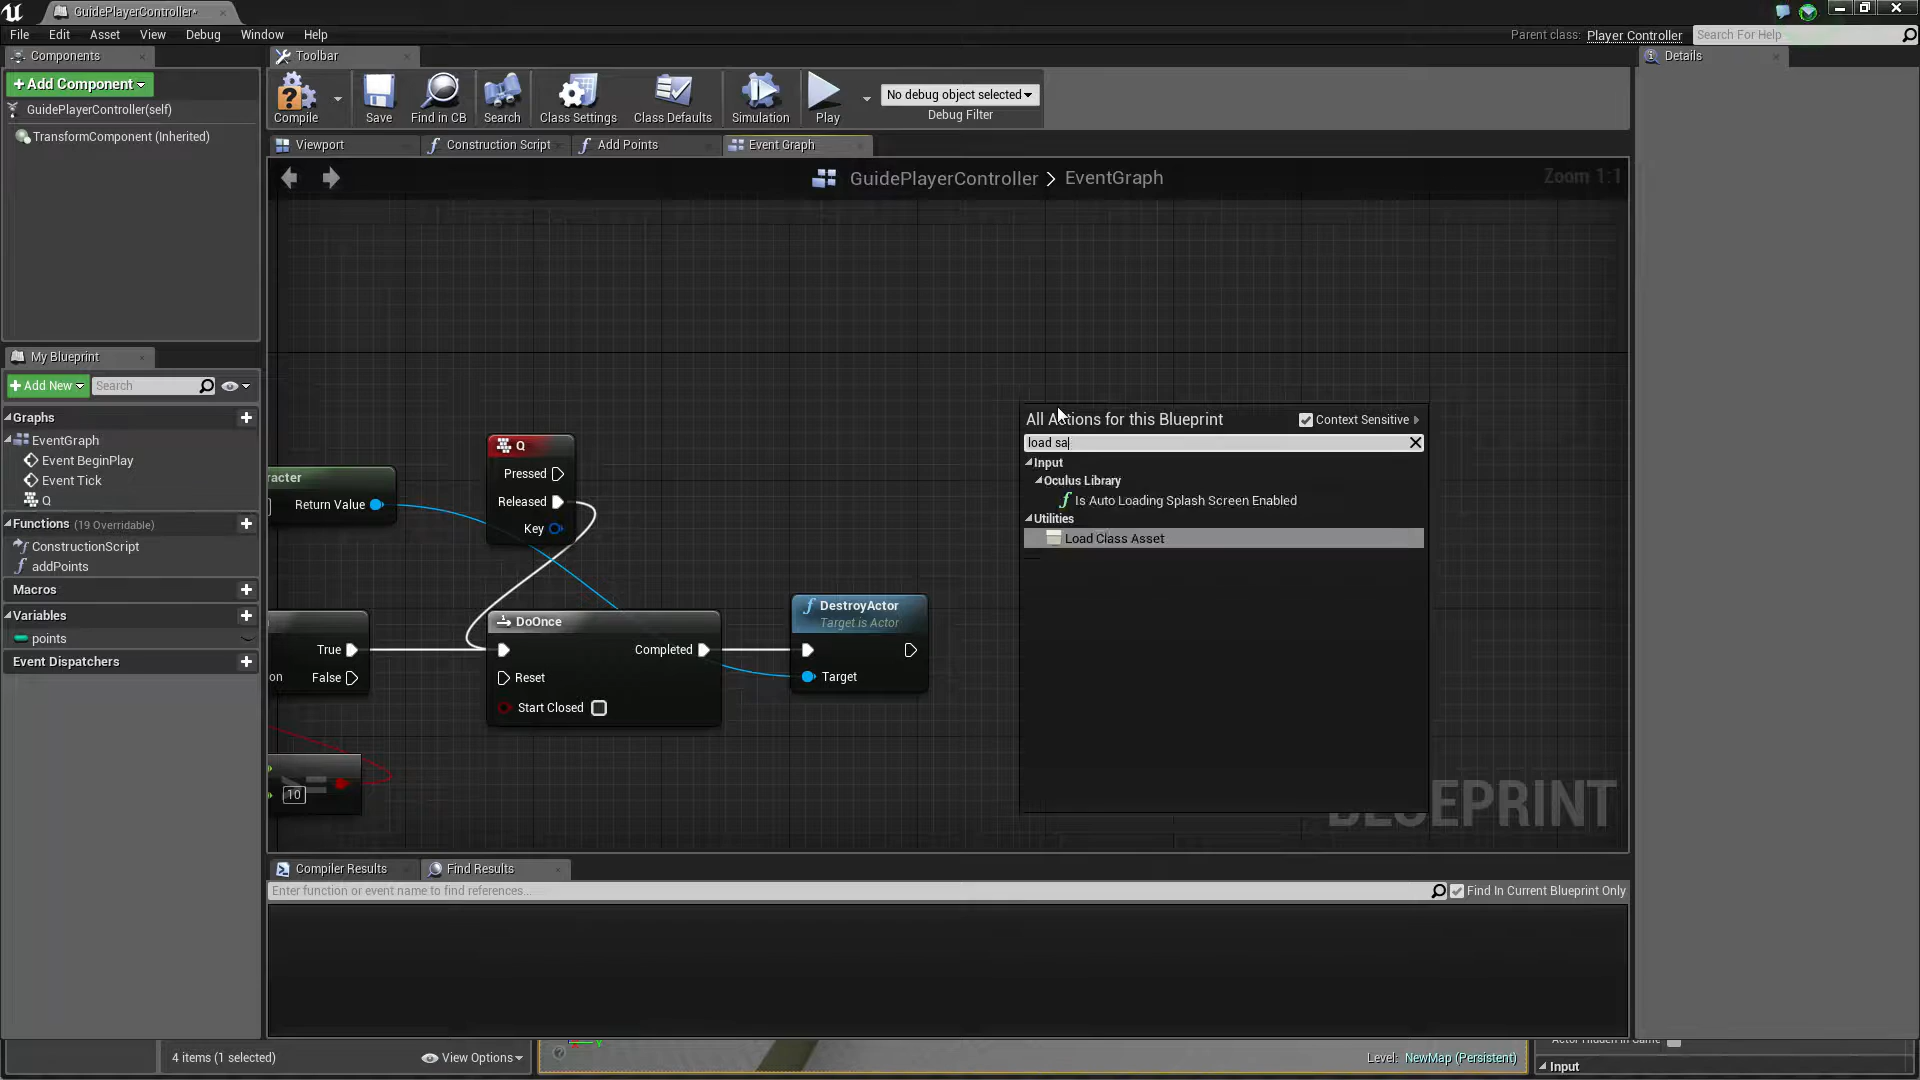 GuidePlayerController*
File Edit Asset View Debug Window Help
Parent class: Player Controller Search For Help
Components
Toolbar
Details
+Add Component
GuidePlayerController(self)
TransformComponent (Inherited)
Compile Save Find in CB Search Class Settings Class Defaults Simulation Play
No debug object selected
Debug Filter
Viewport Construction Script Add Points Event Graph
GuidePlayerController > EventGraph
Zoom 1:1
My Blueprint
+Add New Search
Graphs
EventGraph
Event BeginPlay
Event Tick
Q
Functions (19 Overridable)
ConstructionScript
addPoints
Macros
Variables
points
Event Dispatchers
racter
Return Value
Q
Pressed
Released
Key
True
on False
10
DoOnce
Completed
Reset
Start Closed
DestroyActor
Target is Actor
Target
All Actions for this Blueprint Context Sensitive
load sa
Input
Oculus Library
Is Auto Loading Splash Screen Enabled
Utilities
Load Class Asset
BLUEPRINT
Compiler Results Find Results
Enter function or event name to find references...
Find In Current Blueprint Only
4 items (1 selected)
View Options
Level: NewMap (Persistent)
Actor Hidden In Game
Input